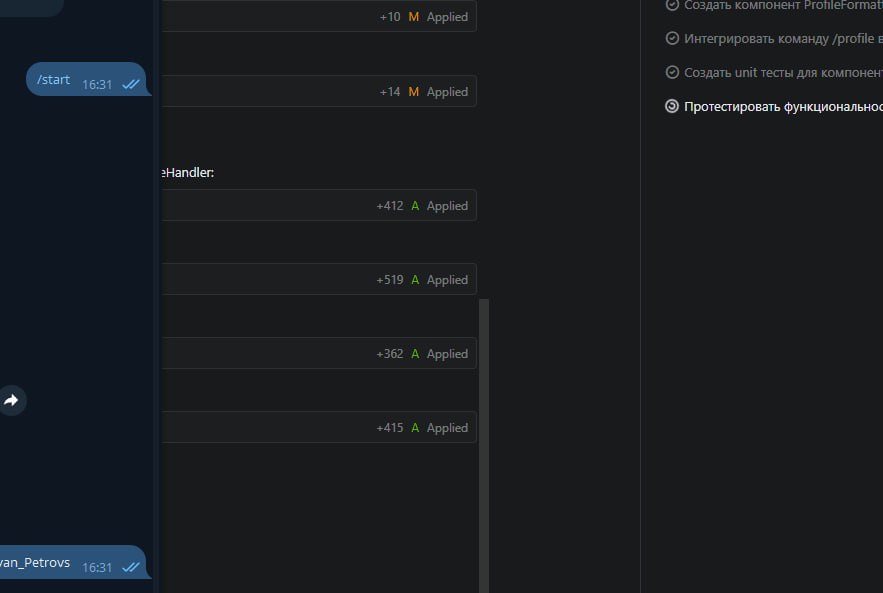 /start 16:31
+10 M Applied
+14 M Applied
eHandler:
+412 A Applied
+519 A Applied
+362 A Applied
+415 A Applied
van_Petrovs 16:31
Создать компонент ProfileFormatt
Интегрировать команду /profile в
Создать unit тесты для компонент
Протестировать функциональнос